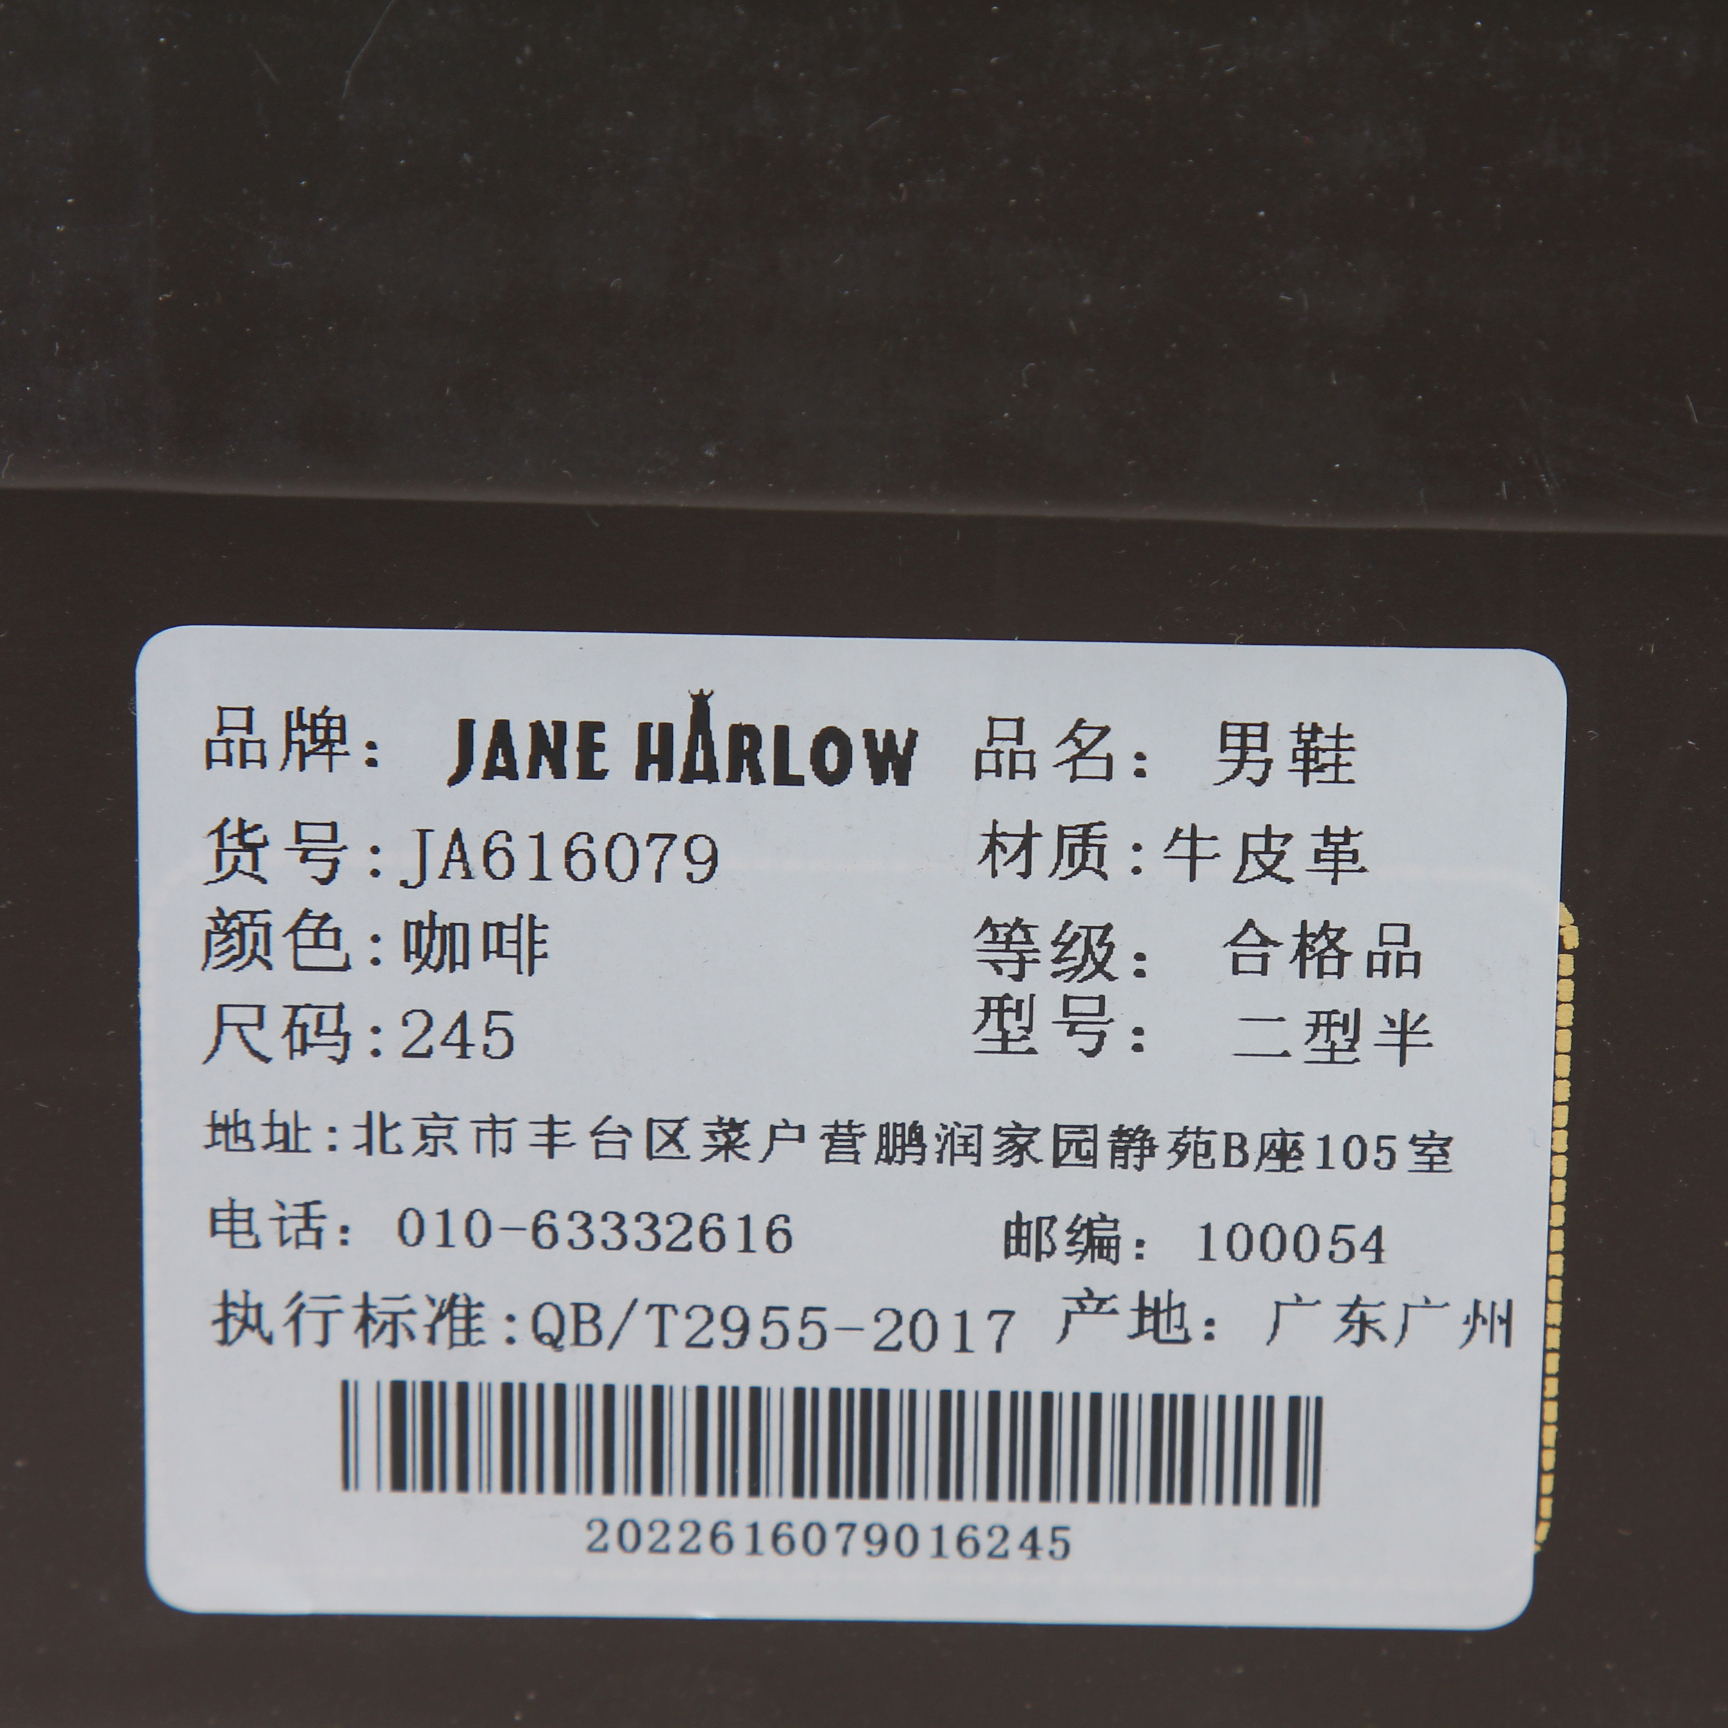 品牌： JANE HARLOW 品名： 男鞋
货号:JA616079 材质:牛皮革
颜色:咖啡 等级： 合格品
尺码:245 型号： 二型半
地址:北京市丰台区菜户营鹏润家园静苑B座105室
电话： 010-63332616 邮编： 100054
执行标准:QB/T2955-2017 产地： 广东广州
2022616079016245